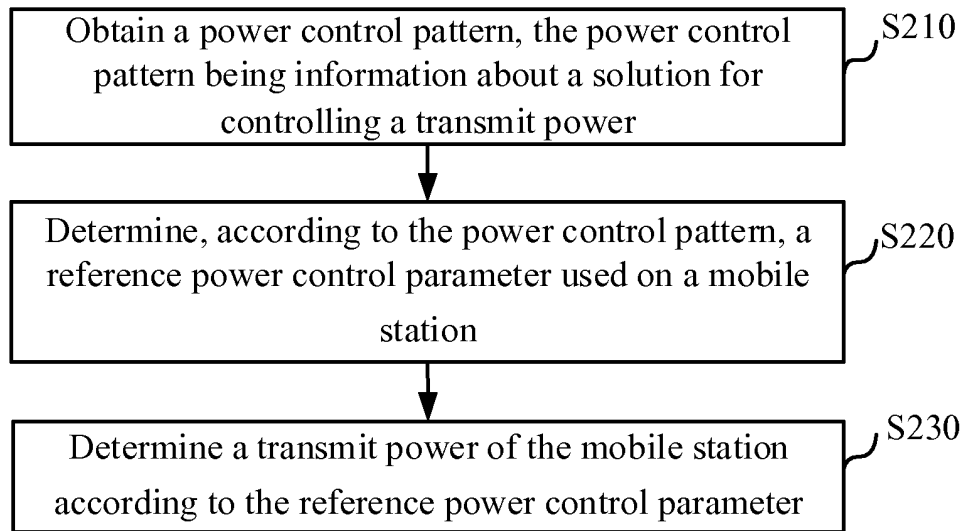 Obtain a power control pattern, the power control
pattern being information about a solution for
controlling a transmit power
S210
Determine, according to the power control pattern, a
reference power control parameter used on a mobile
station
S220
Determine a transmit power of the mobile station
according to the reference power control parameter
S230